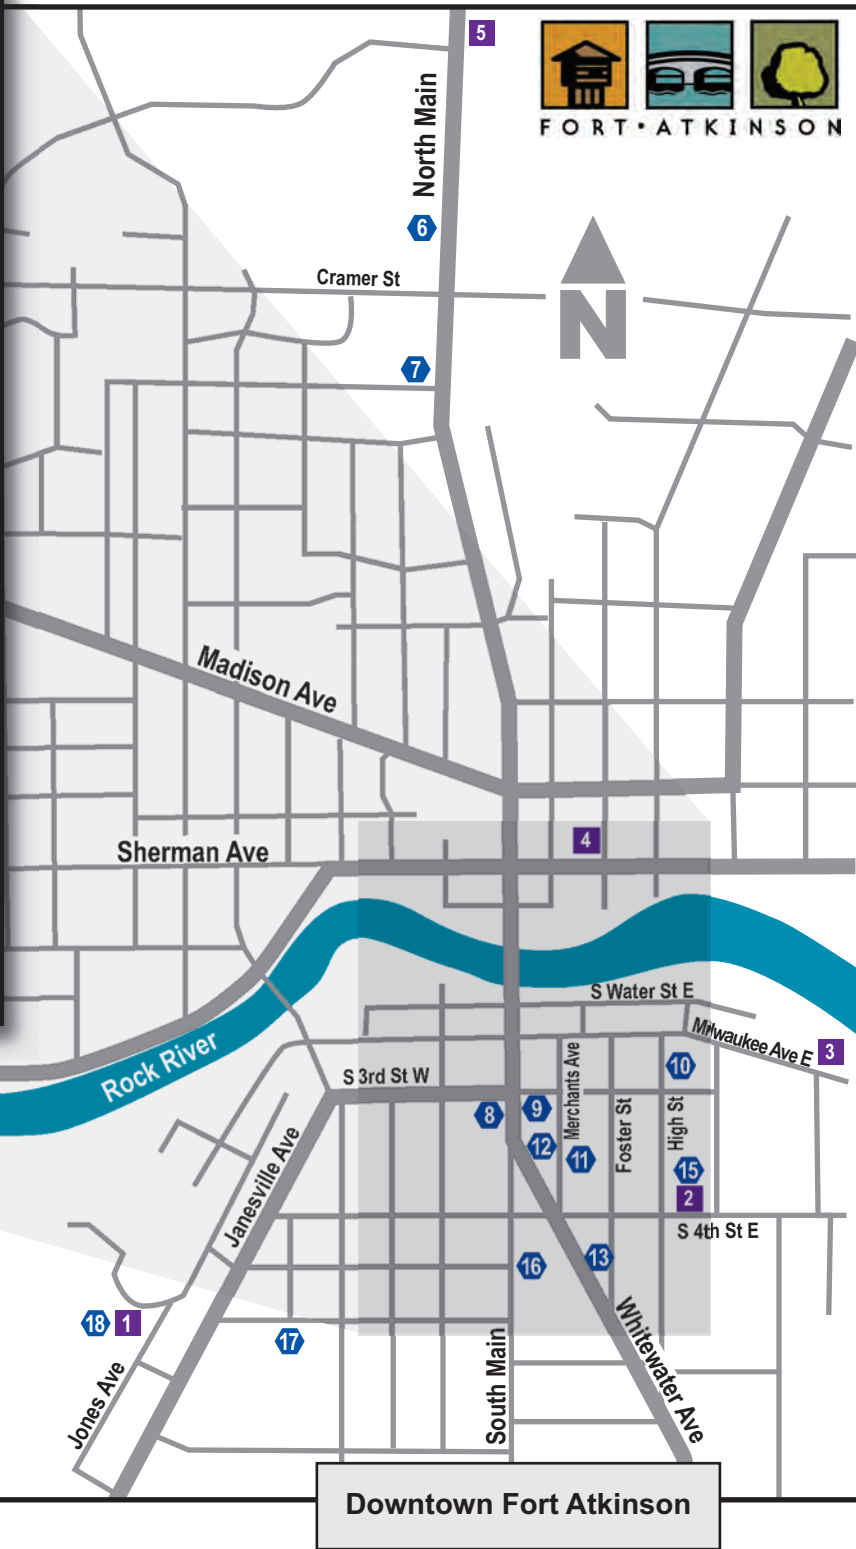 5
FORT•ATKINSON
North Main
6
N
Cramer St
7
Madison Ave
4
Sherman Ave
S Water St E
Milwaukee Ave E
3
Rock River
S 3rd St W
Merchants Ave
10
8
9
Foster St
High St
12
11
15
2
Janesville Ave
S 4th St E
16
13
18
1
17
Whitewater Ave
South Main
Jones Ave
Downtown Fort Atkinson